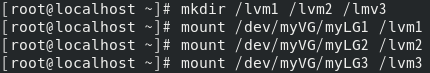 [root@localhost ~]# mkdir /lvm1 /lvm2 /lmv3
[root@localhost ~]# mount /dev/myVG/myLG1 /lvm1
[root@localhost ~]# mount /dev/myVG/myLG2 /lvm2
[root@localhost ~]# mount /dev/myVG/myLG3 /lvm3